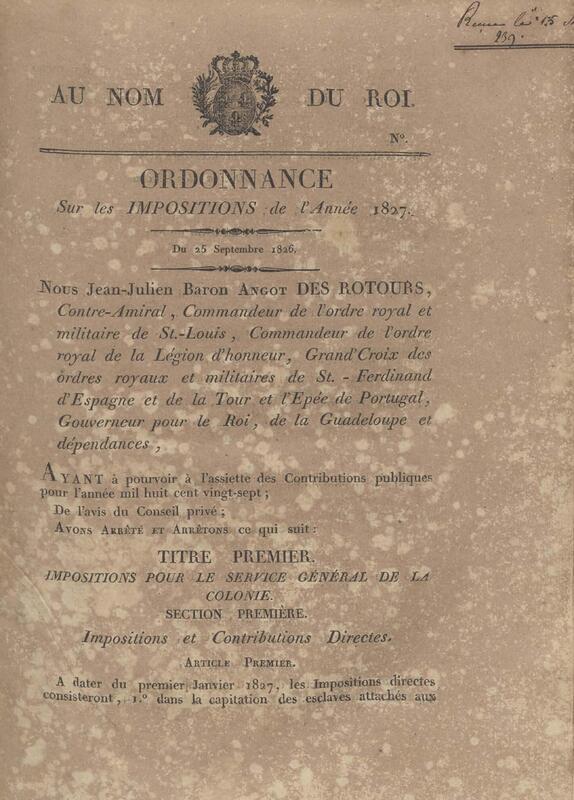 239.
AU NOM DU ROI.
N°.
ORDONNANCE
Sur les IMPOSITIONS de l'Année 1827.
Du 25 Septembre 1826.
Nous Jean-Julien Baron Angot DES ROTOURS,
Contre-Amiral, Commandeur de l'ordre royal et
militaire de St.-Louis, Commandeur de l'ordre
royal de la Légion d'honneur, Grand'Croix des
ordres royaux et militaires de St. - Ferdinand
d'Espagne et de la Tour et l'Epée de Portugal,
Gouverneur pour le Roi, de la Guadeloupe et
dépendances,
Ayant à pourvoir à l'assiette des Contributions publiques
pour l'année mil huit cent vingt-sept;
De l'avis du Conseil privé;
Avons Arrêté et Arrêtons ce qui suit:
TITRE PREMIER.
IMPOSITIONS POUR LE SERVICE GÉNÉRAL DE LA
COLONIE.
SECTION PREMIÈRE.
Impositions et Contributions Directes.
Article Premier.
A dater du premier Janvier 1827, les Impositions directes
consisteront, 1.° dans la capitation des esclaves attachés aux